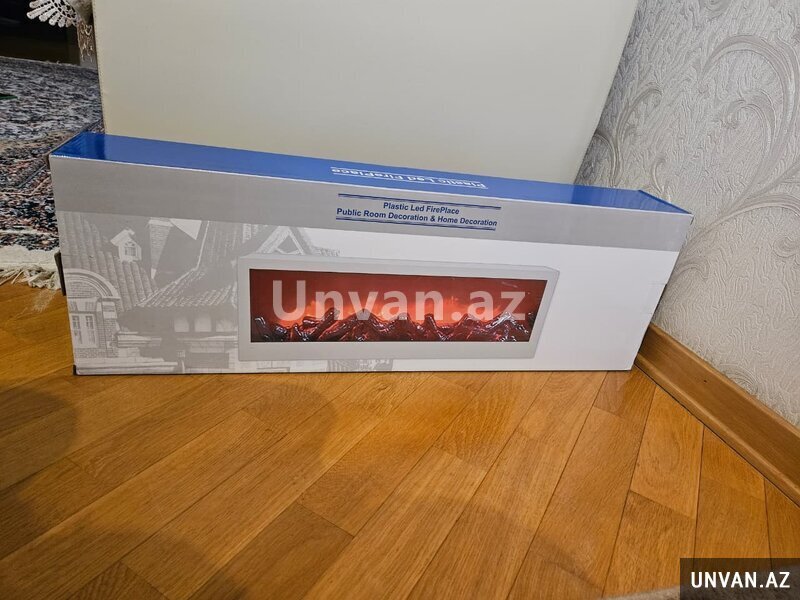 Plastic Led FirePlace
Plastic Led FirePlace
Public Room Decoration & Home Decoration
Unvan.az
UNVAN.AZ